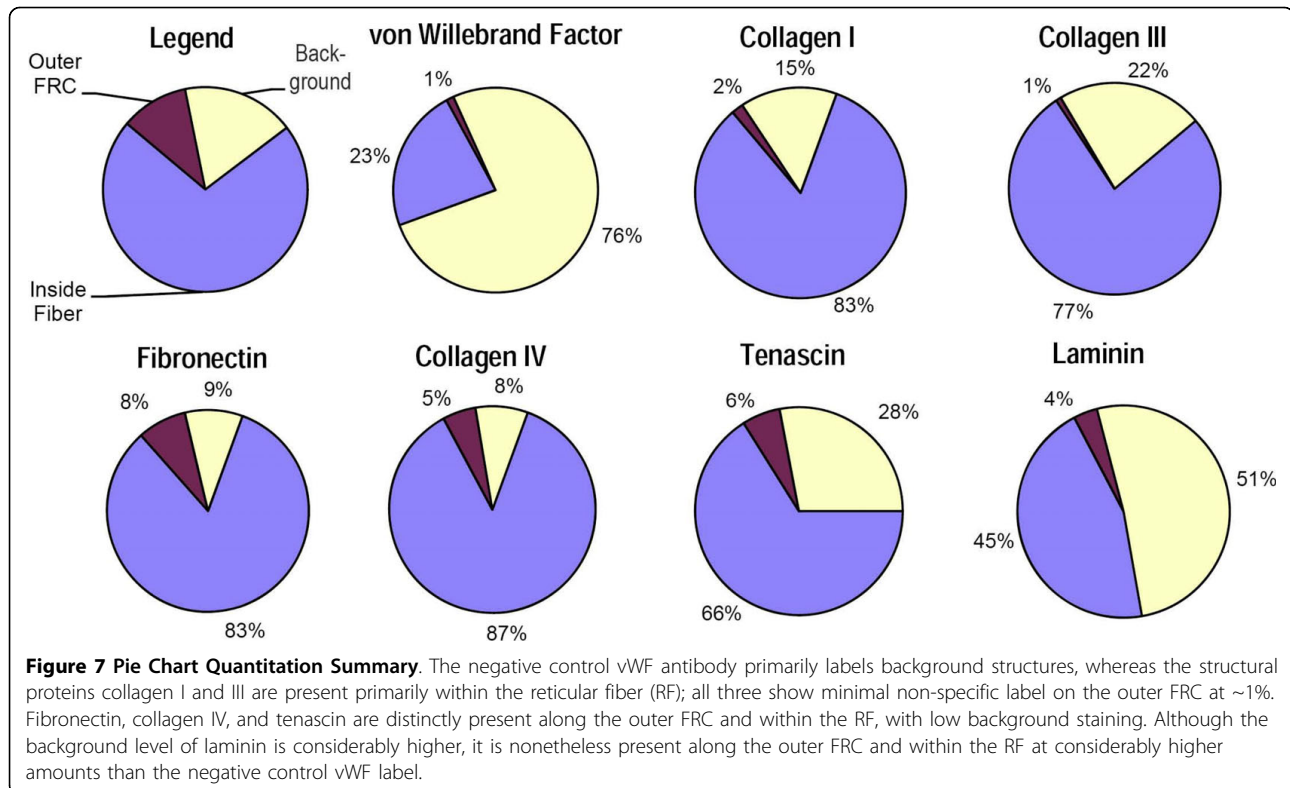 Legend
Outer
FRC
Back-
ground
Inside
Fiber
von Willebrand Factor
1%
23%
76%
Collagen I
2%
15%
83%
Collagen III
1%
22%
77%
Fibronectin
8%
9%
83%
Collagen IV
5%
8%
87%
Tenascin
6%
28%
66%
Laminin
4%
51%
45%
Figure 7 Pie Chart Quantitation Summary. The negative control vWF antibody primarily labels background structures, whereas the structural
proteins collagen I and III are present primarily within the reticular fiber (RF); all three show minimal non-specific label on the outer FRC at ~1%.
Fibronectin, collagen IV, and tenascin are distinctly present along the outer FRC and within the RF, with low background staining. Although the
background level of laminin is considerably higher, it is nonetheless present along the outer FRC and within the RF at considerably higher
amounts than the negative control vWF label.